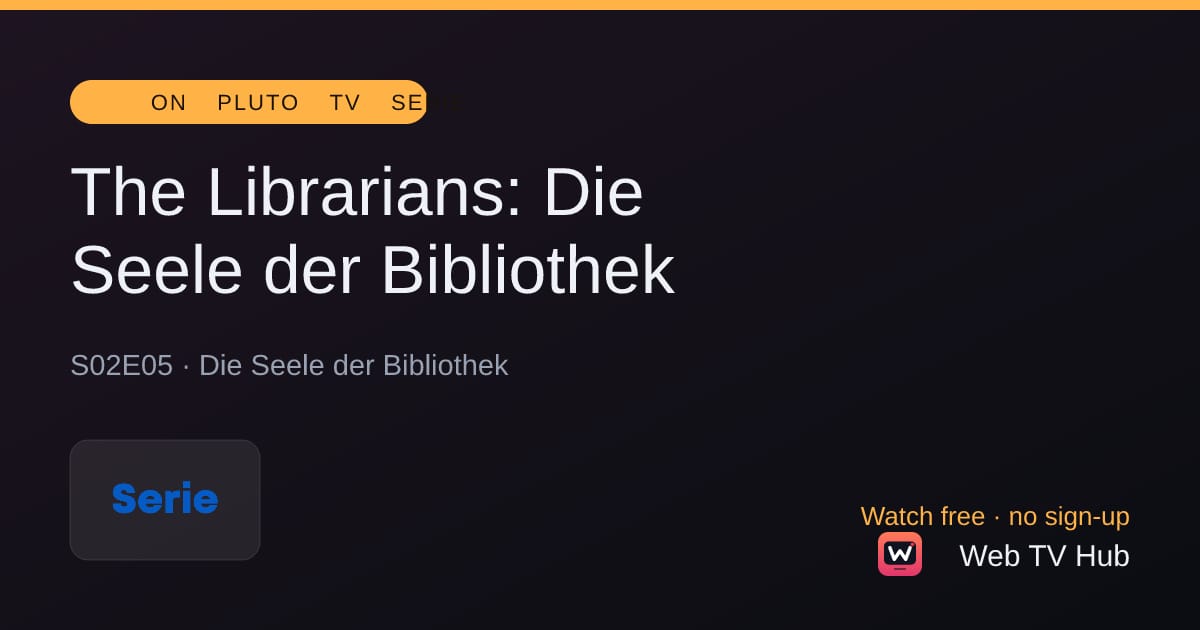 ON PLUTO TV SE
The Librarians: Die
Seele der Bibliothek
S02E05 · Die Seele der Bibliothek
Serie
Watch free · no sign-up
W Web TV Hub